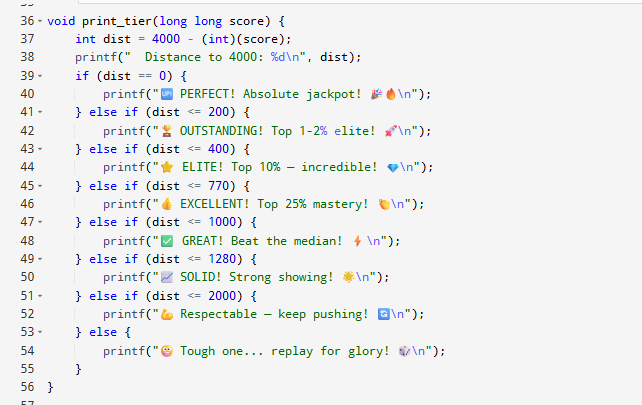 36 void print_tier(long long score) {
37     int dist = 4000 - (int)(score);
38     printf("  Distance to 4000: %d\n", dist);
39     if (dist == 0) {
40         printf("🆙 PERFECT! Absolute jackpot! 🎉🔥\n");
41     } else if (dist <= 200) {
42         printf("🏆 OUTSTANDING! Top 1-2% elite! 🚀\n");
43     } else if (dist <= 400) {
44         printf("⭐ ELITE! Top 10% — incredible! 💎\n");
45     } else if (dist <= 770) {
46         printf("👍 EXCELLENT! Top 25% mastery! 👏\n");
47     } else if (dist <= 1000) {
48         printf("✅ GREAT! Beat the median! ⚡ \n");
49     } else if (dist <= 1280) {
50         printf("📈 SOLID! Strong showing! 🌟\n");
51     } else if (dist <= 2000) {
52         printf("💪 Respectable — keep pushing! 🔄\n");
53     } else {
54         printf("😅 Tough one... replay for glory! 🎲\n");
55     }
56 }